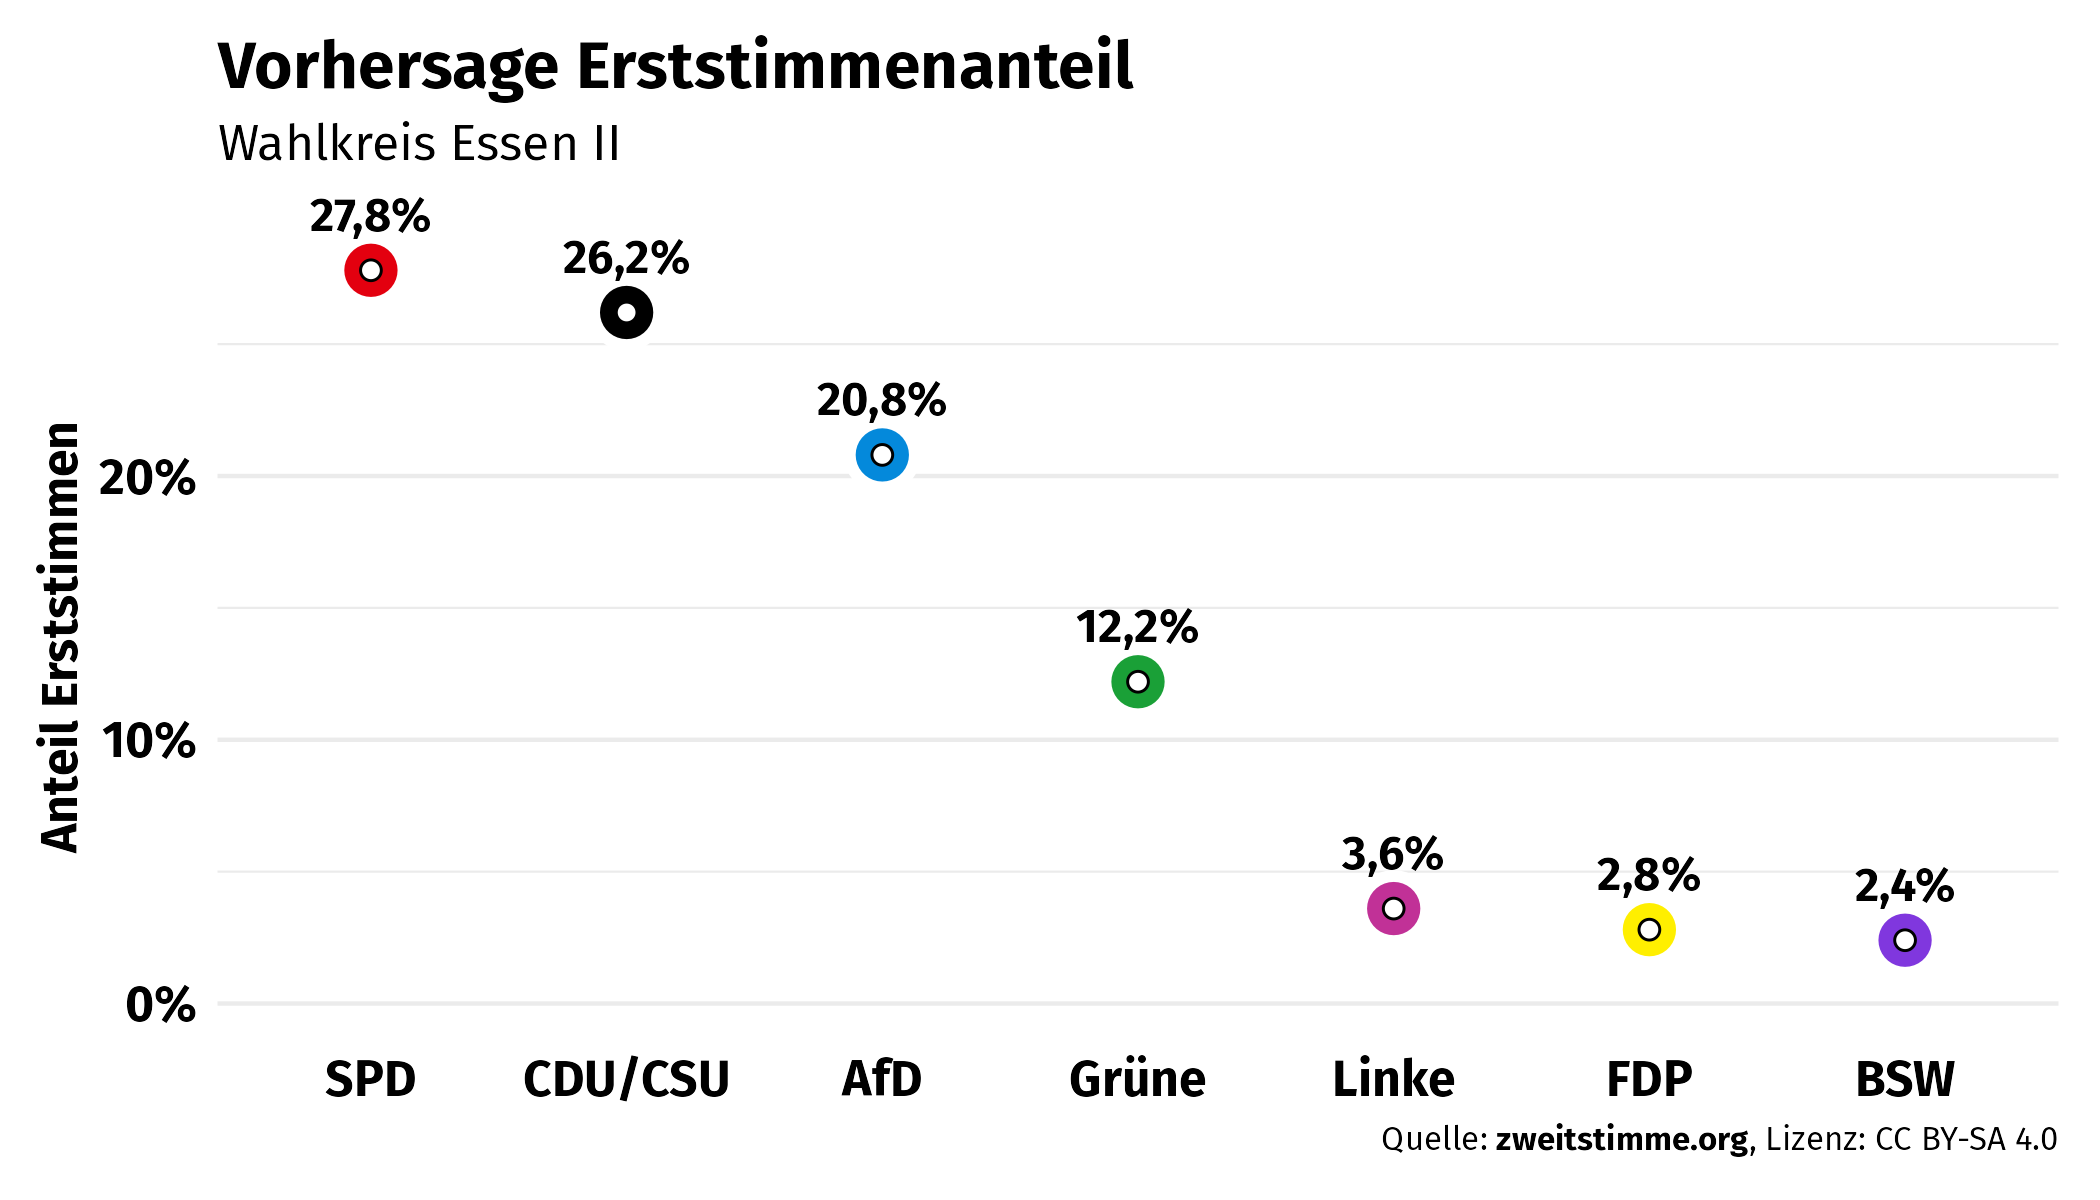 Vorhersage Erststimmenanteil
Wahlkreis Essen II
27,8%
26,2%
20,8%
12,2%
3,6%
2,8%
2,4%
Anteil Erststimmen
20%
10%
0%
SPD CDU/CSU AfD Grüne Linke FDP BSW
Quelle: zweitstimme.org, Lizenz: CC BY-SA 4.0